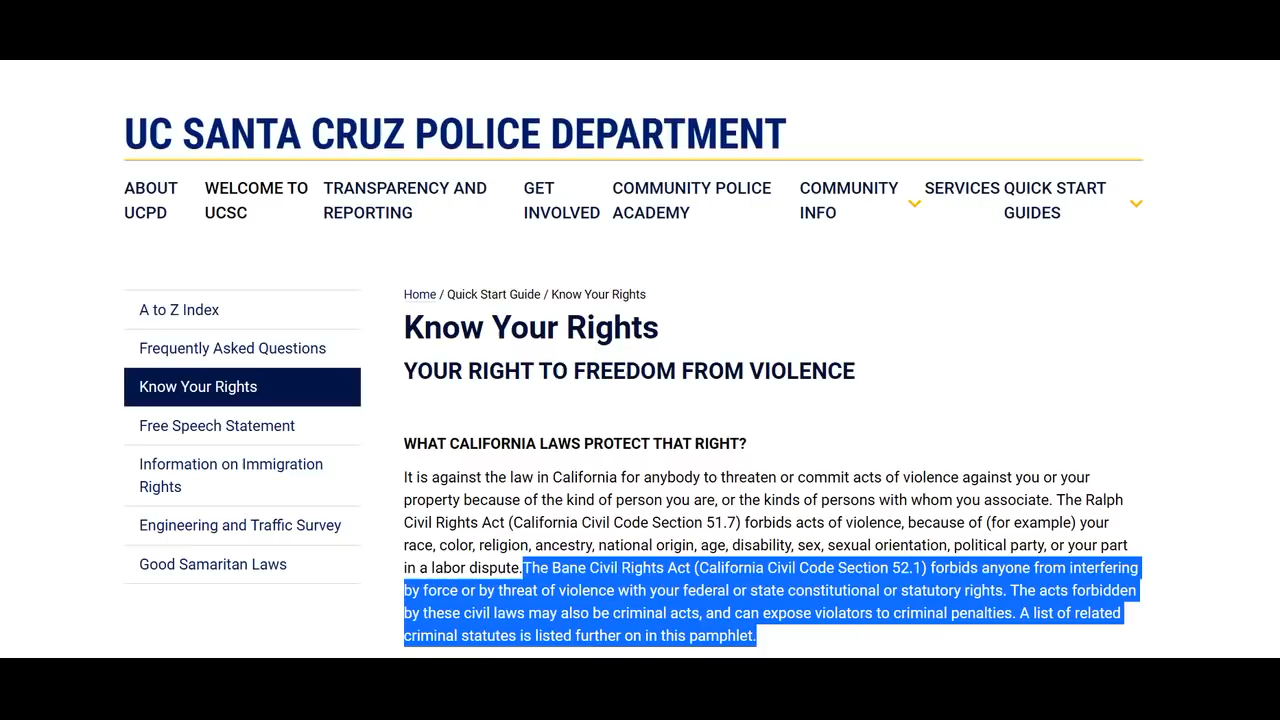 UC SANTA CRUZ POLICE DEPARTMENT
ABOUT UCPD
WELCOME TO UCSC
TRANSPARENCY AND REPORTING
GET INVOLVED
COMMUNITY POLICE ACADEMY
COMMUNITY INFO
SERVICES
QUICK START GUIDES
A to Z Index
Frequently Asked Questions
Know Your Rights
Free Speech Statement
Information on Immigration
Rights
Engineering and Traffic Survey
Good Samaritan Laws
Home / Quick Start Guide / Know Your Rights
Know Your Rights
YOUR RIGHT TO FREEDOM FROM VIOLENCE
WHAT CALIFORNIA LAWS PROTECT THAT RIGHT?
It is against the law in California for anybody to threaten or commit acts of violence against you or your
property because of the kind of person you are, or the kinds of persons with whom you associate. The Ralph
Civil Rights Act (California Civil Code Section 51.7) forbids acts of violence, because of (for example) your
race, color, religion, ancestry, national origin, age, disability, sex, sexual orientation, political party, or your part
in a labor dispute.The Bane Civil Rights Act (California Civil Code Section 52.1) forbids anyone from interfering
by force or by threat of violence with your federal or state constitutional or statutory rights. The acts forbidden
by these civil laws may also be criminal acts, and can expose violators to criminal penalties. A list of related
criminal statutes is listed further on in this pamphlet.